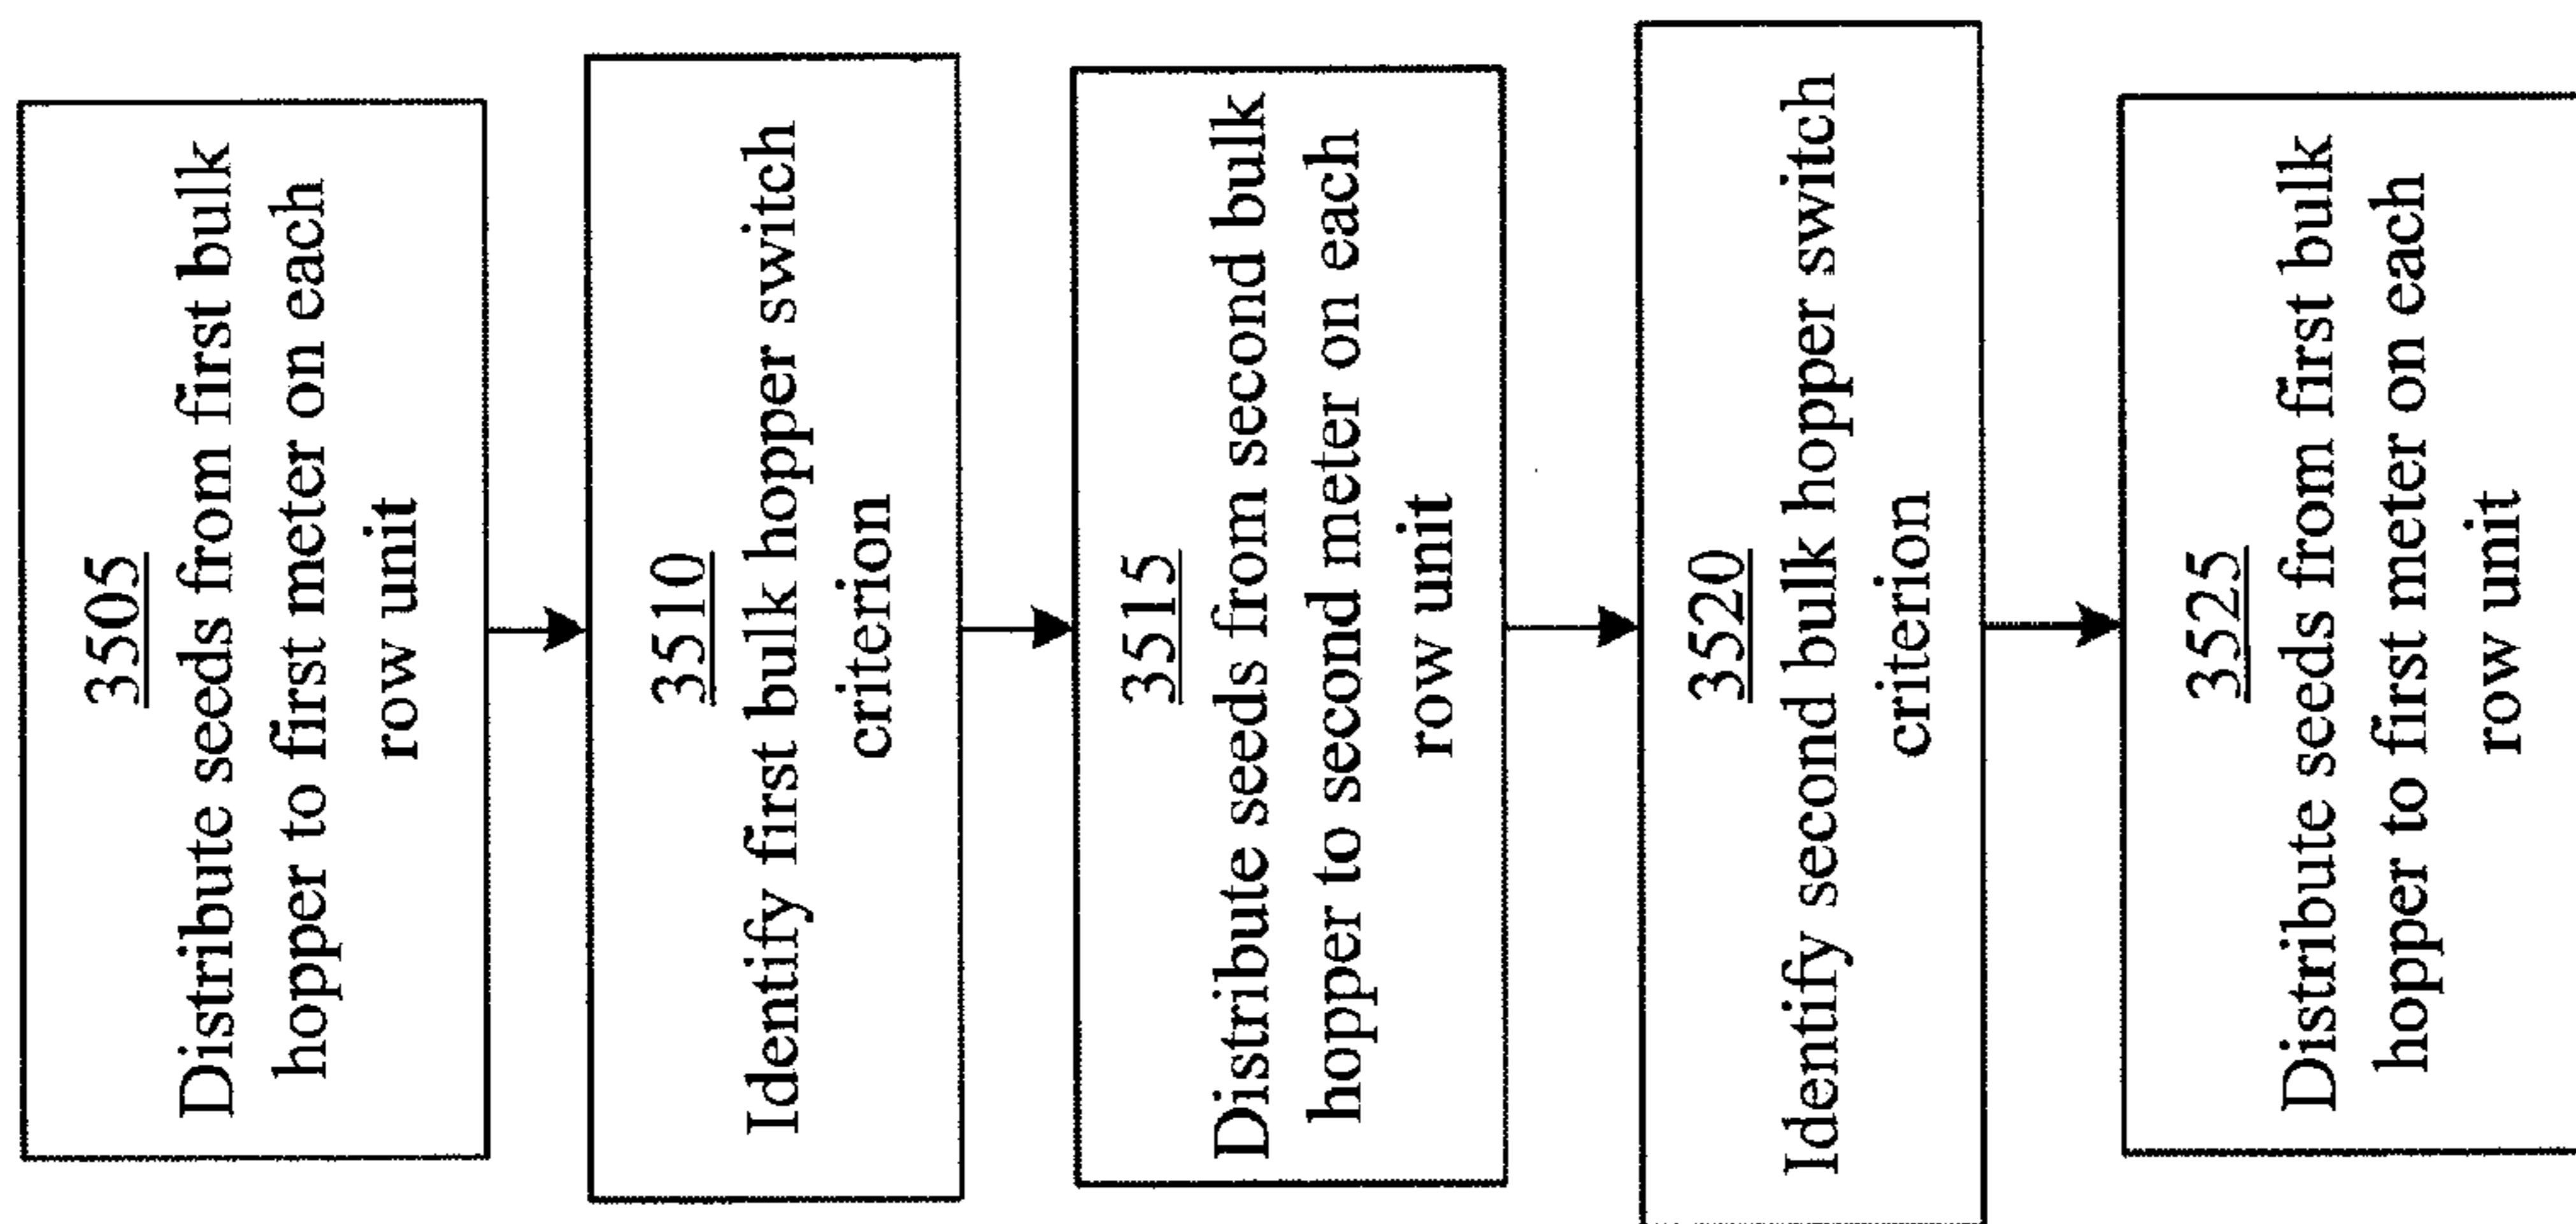 3505
Distribute seeds from first bulk
hopper to first meter on each
row unit
3510
Identify first bulk hopper switch
criterion
3515
Distribute seeds from second bulk
hopper to second meter on each
row unit
3520
Identify second bulk hopper switch
criterion
3525
Distribute seeds from first bulk
hopper to first meter on each
row unit